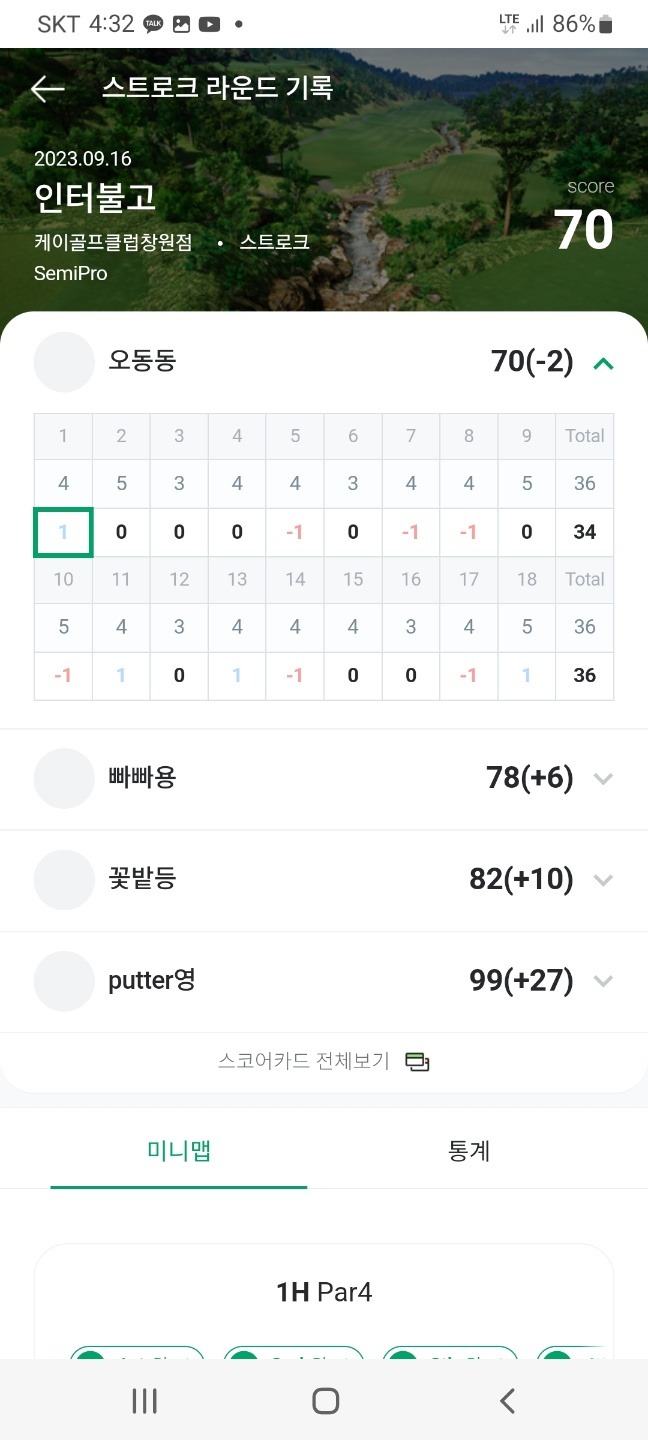 SKT 4:32 TALK LTE 86%
스트로크 라운드 기록
2023.09.16
인터불고
score
70
케이골프클럽창원점 • 스트로크
SemiPro
오동동 70(-2)
1 2 3 4 5 6 7 8 9 Total
4 5 3 4 4 3 4 4 5 36
1 0 0 0 -1 0 -1 -1 0 34
10 11 12 13 14 15 16 17 18 Total
5 4 3 4 4 4 3 4 5 36
-1 1 0 1 -1 0 0 -1 1 36
빠빠용 78(+6)
꽃밭등 82(+10)
putter영 99(+27)
스코어카드 전체보기
미니맵 통계
1H Par4